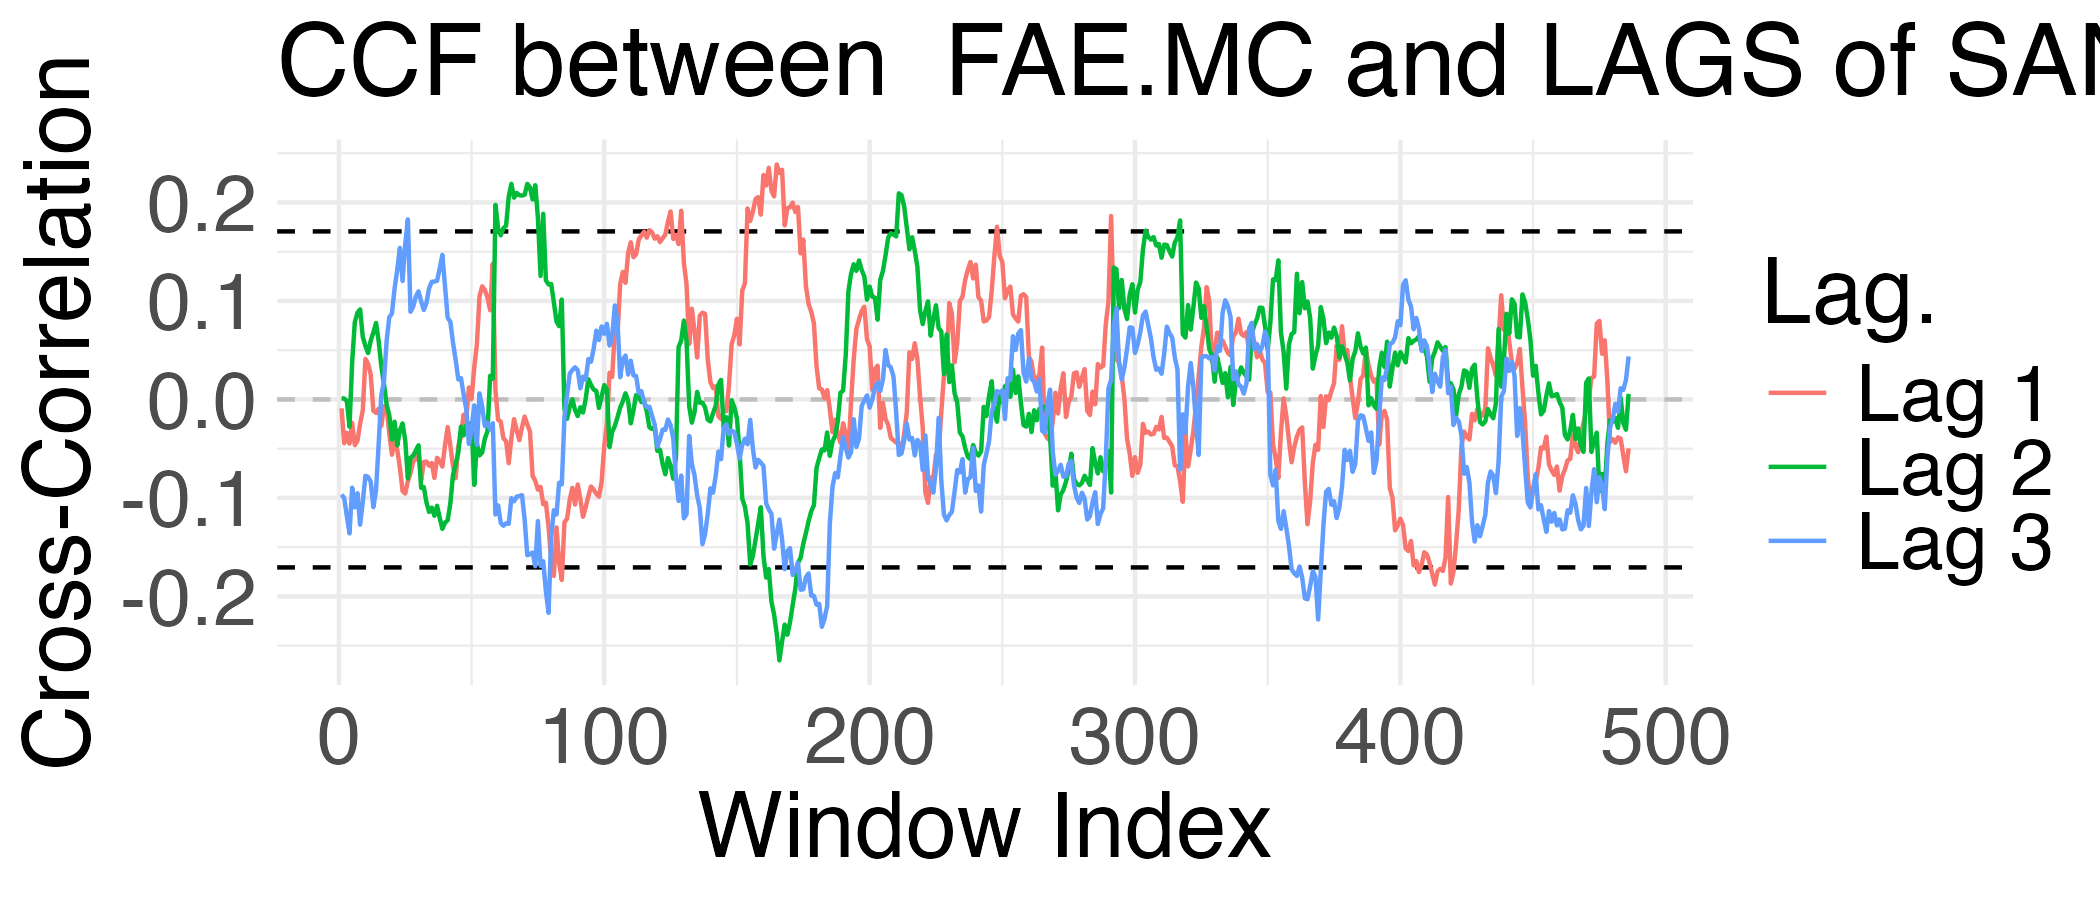 CCF between  FAE.MC and LAGS of SAN
Cross-Correlation
0.2
0.1
0.0
-0.1
-0.2
0 100 200 300 400 500
Window Index
Lag.
Lag 1
Lag 2
Lag 3